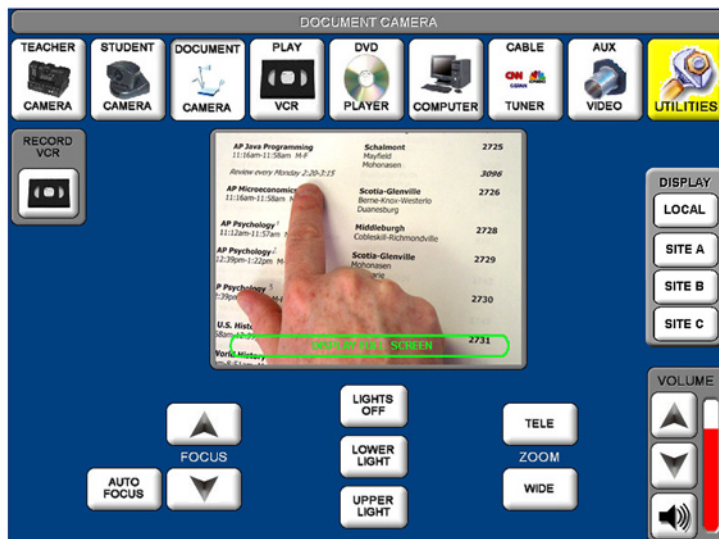 DOCUMENT CAMERA
TEACHER
CAMERA
STUDENT
CAMERA
DOCUMENT
CAMERA
PLAY
VCR
DVD
PLAYER
COMPUTER
CABLE
CNN
TUNER
AUX
VIDEO
UTILITIES
RECORD
VCR
AP Java Programming Schalmont 2725
11:16am-11:58am M-F Mayfield
Mohonasen
Review every Monday 2:20-3:15 3096
AP Microeconomics Scotia-Glenville 2726
11:16am-11:58am Berne-Knox-Westerlo
Duanesburg
AP Psychology Middleburgh 2728
11:12am-11:57am Cobleskill-Richmondville
AP Psychology Scotia-Glenville 2729
12:39pm-1:22pm Mohonasen
Psychology 2730
U.S. 2731
World History
DISPLAY FULL SCREEN
DISPLAY
LOCAL
SITE A
SITE B
SITE C
VOLUME
LIGHTS
OFF
LOWER
LIGHT
UPPER
LIGHT
FOCUS
AUTO
FOCUS
TELE
ZOOM
WIDE